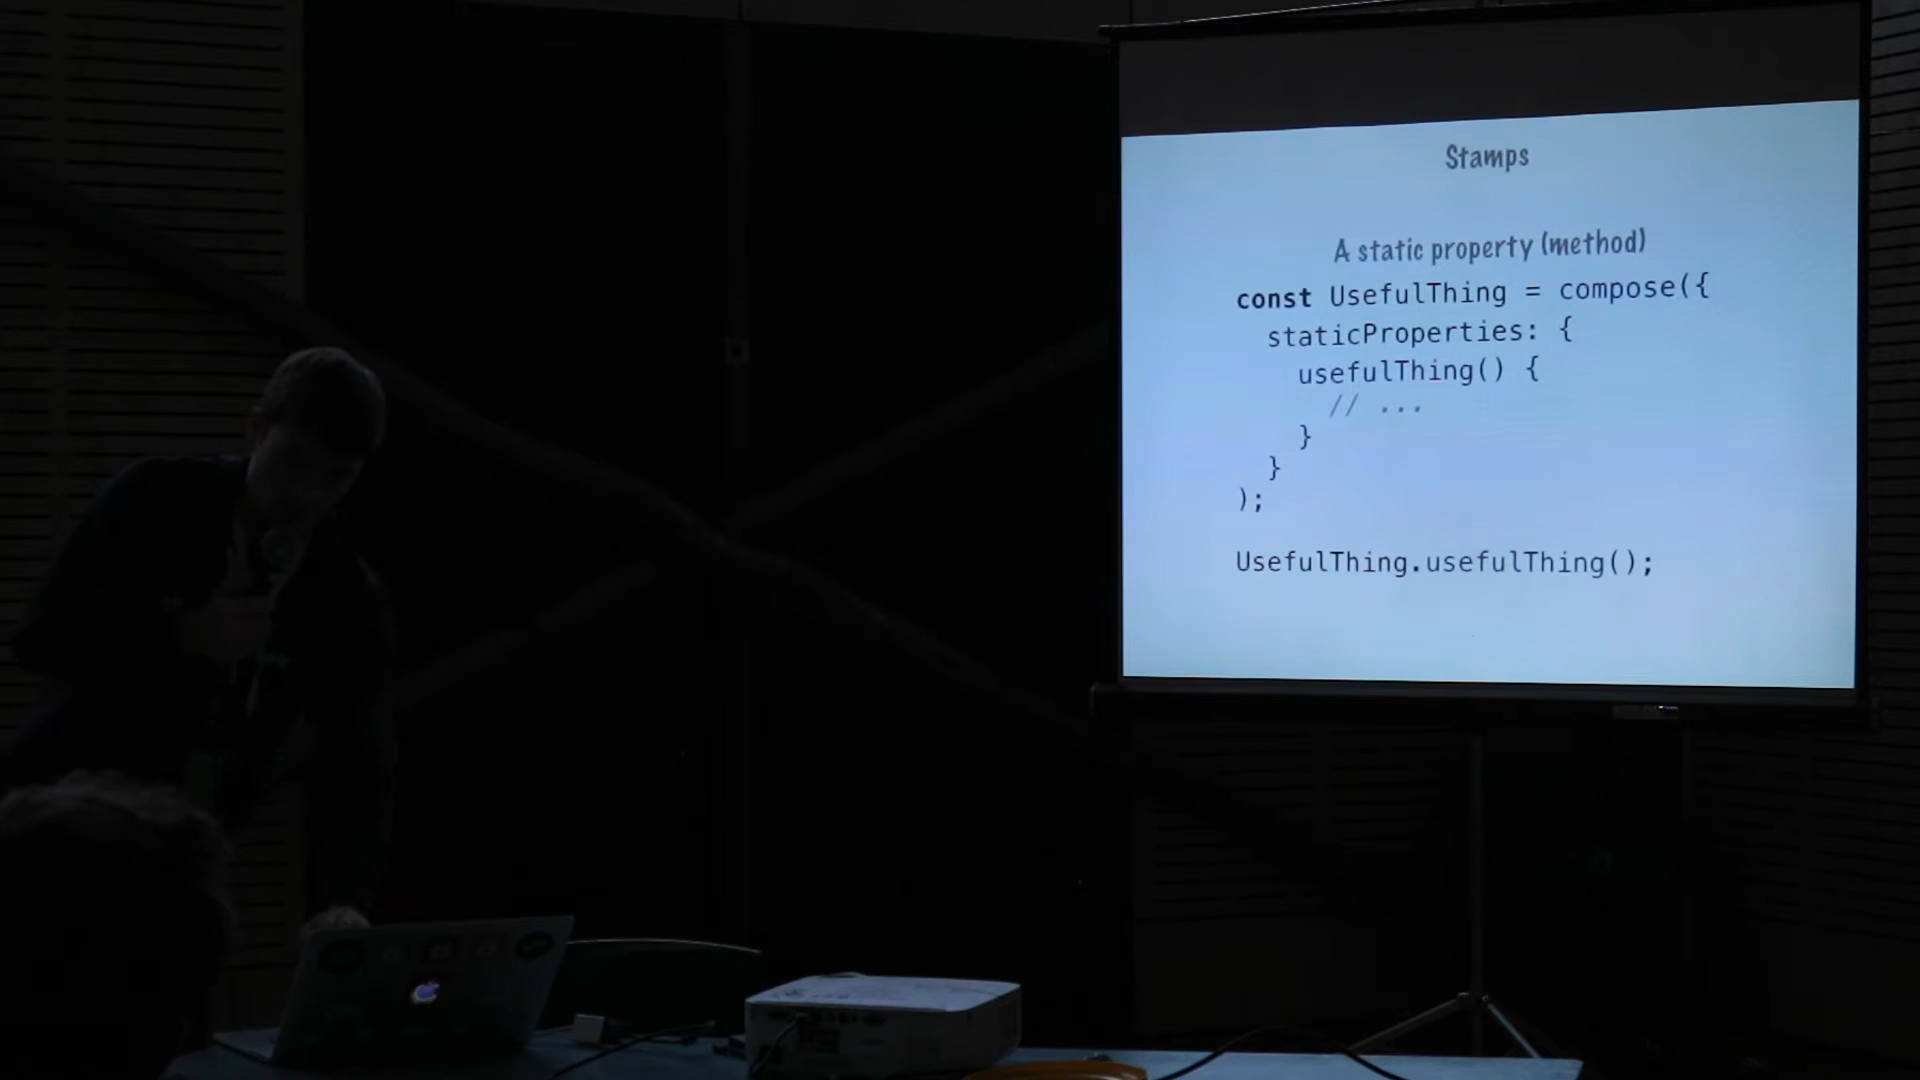 Stamps
A static property (method)
const UsefulThing = compose({
staticProperties: {
usefulThing() {
// ...
}
}
);
UsefulThing.usefulThing();